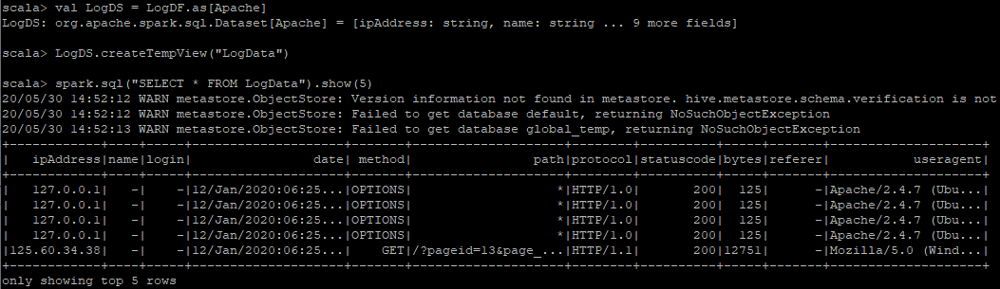 scala> val LogDS = LogDF.as[Apache]
LogDS: org.apache.spark.sql.Dataset[Apache] = [ipAddress: string, name: string ... 9 more fields]
scala> LogDS.createTempView("LogData")
scala> spark.sql("SELECT * FROM LogData").show(5)
20/05/30 14:52:12 WARN metastore.ObjectStore: Version information not found in metastore. hive.metastore.schema.verification is not
20/05/30 14:52:12 WARN metastore.ObjectStore: Failed to get database default, returning NoSuchObjectException
20/05/30 14:52:13 WARN metastore.ObjectStore: Failed to get database global_temp, returning NoSuchObjectException
+------------+----+-----+--------------------+-------+--------------------+--------+----------+-----+-------+--------------------+
|   ipAddress|name|login|                date| method|                path|protocol|statuscode|bytes|referer|           useragent|
+------------+----+-----+--------------------+-------+--------------------+--------+----------+-----+-------+--------------------+
|   127.0.0.1|   -|    -|12/Jan/2020:06:25...|OPTIONS|                   *|HTTP/1.0|       200|  125|      -|Apache/2.4.7 (Ubu...|
|   127.0.0.1|   -|    -|12/Jan/2020:06:25...|OPTIONS|                   *|HTTP/1.0|       200|  125|      -|Apache/2.4.7 (Ubu...|
|   127.0.0.1|   -|    -|12/Jan/2020:06:25...|OPTIONS|                   *|HTTP/1.0|       200|  125|      -|Apache/2.4.7 (Ubu...|
|   127.0.0.1|   -|    -|12/Jan/2020:06:25...|OPTIONS|                   *|HTTP/1.0|       200|  125|      -|Apache/2.4.7 (Ubu...|
|125.60.34.38|   -|    -|12/Jan/2020:06:25...|    GET|/?pageid=13&page_...|HTTP/1.1|       200|12751|      -|Mozilla/5.0 (Wind...|
+------------+----+-----+--------------------+-------+--------------------+--------+----------+-----+-------+--------------------+
only showing top 5 rows